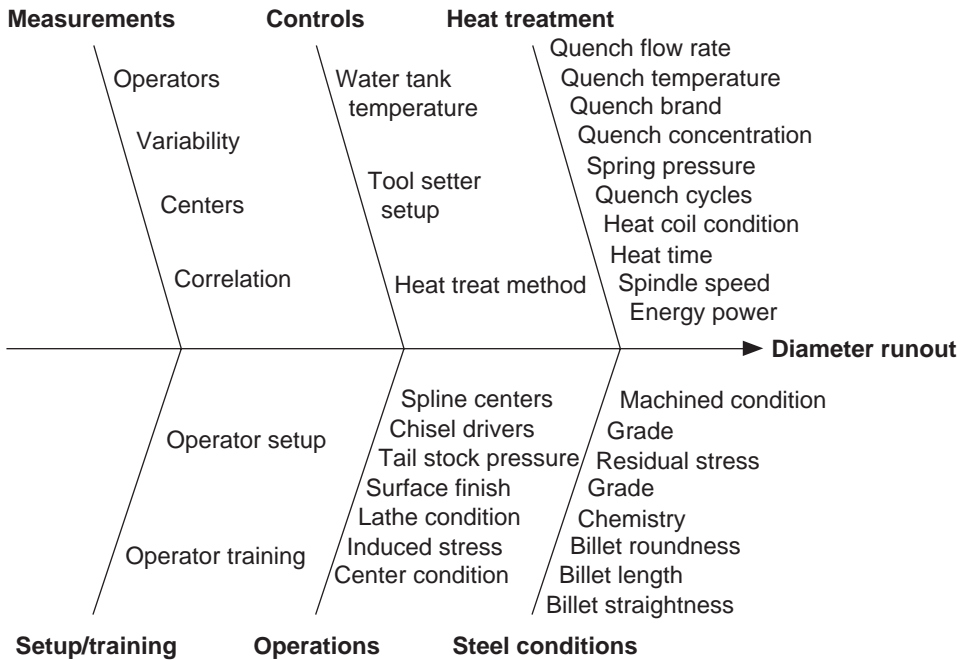 Measurements
Operators
Variability
Centers
Correlation
Controls
Water tank
temperature
Tool setter
setup
Heat treat method
Heat treatment
Quench flow rate
Quench temperature
Quench brand
Quench concentration
Spring pressure
Quench cycles
Heat coil condition
Heat time
Spindle speed
Energy power
Diameter runout
Operator setup
Operator training
Setup/training
Spline centers
Chisel drivers
Tail stock pressure
Surface finish
Lathe condition
Induced stress
Center condition
Operations
Machined condition
Grade
Residual stress
Grade
Chemistry
Billet roundness
Billet length
Billet straightness
Steel conditions